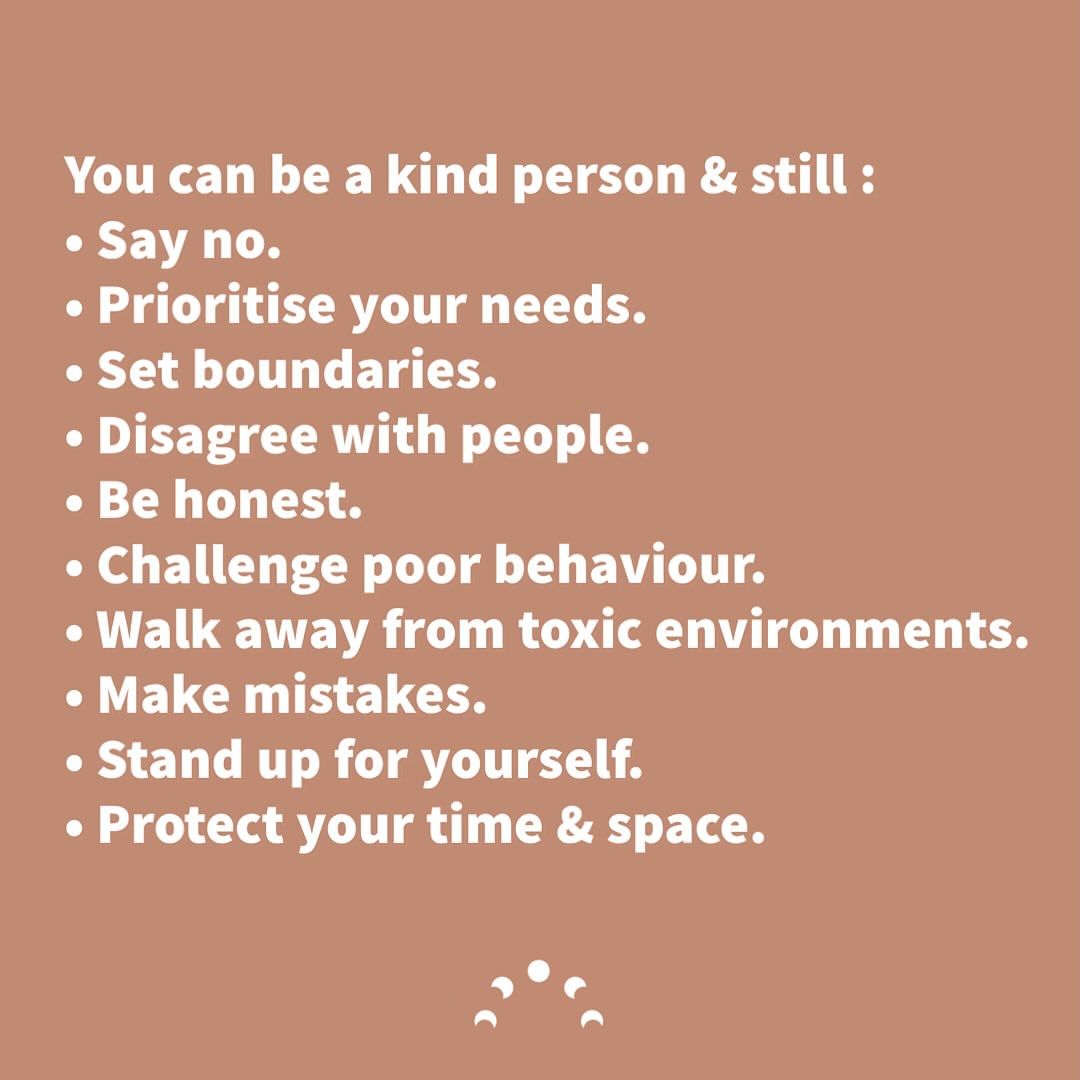 You can be a kind person & still :
• Say no.
• Prioritise your needs.
• Set boundaries.
• Disagree with people.
• Be honest.
• Challenge poor behaviour.
• Walk away from toxic environments.
• Make mistakes.
• Stand up for yourself.
• Protect your time & space.